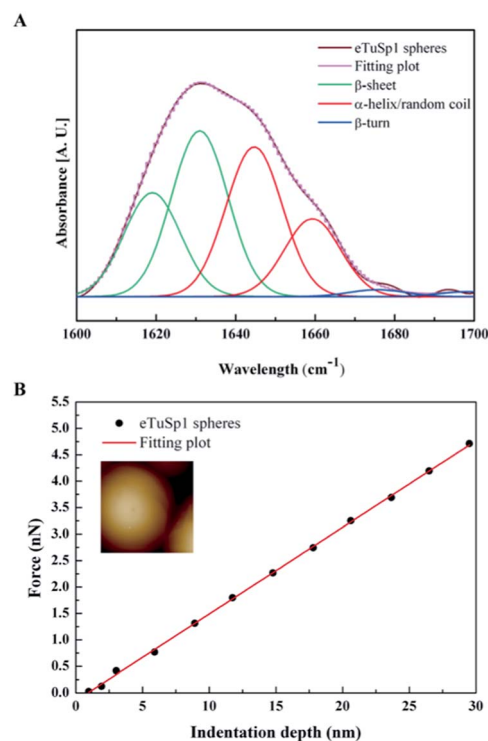 A
eTuSp1 spheres
Fitting plot
β-sheet
α-helix/random coil
β-turn
Absorbance [A. U.]
1600 1620 1640 1660 1680 1700
Wavelength (cm⁻¹)
B
5.5
5.0
4.5
4.0
3.5
3.0
2.5
2.0
1.5
1.0
0.5
0.0
eTuSp1 spheres
Fitting plot
Force (nN)
0 5 10 15 20 25 30
Indentation depth (nm)